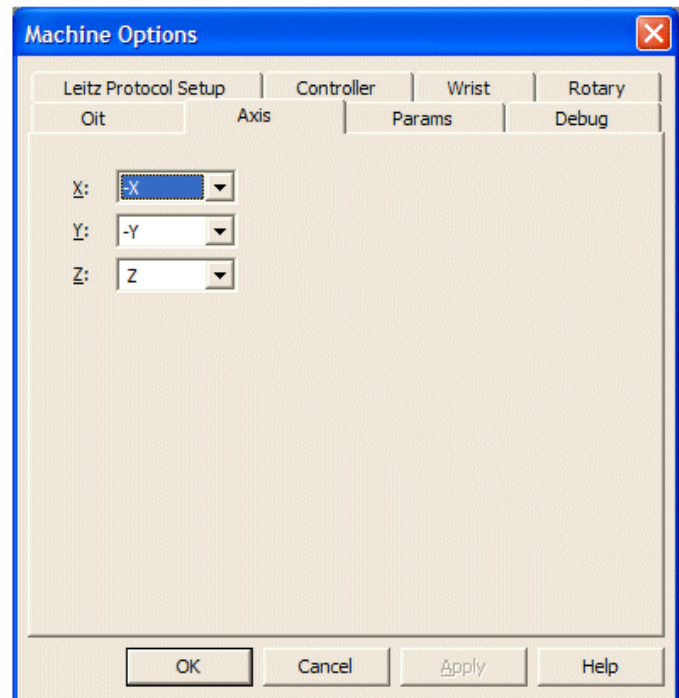 Machine Options
Leitz Protocol Setup Controller Wrist Rotary
Oit Axis Params Debug
X: -X
Y: -Y
Z: Z
OK Cancel Apply Help